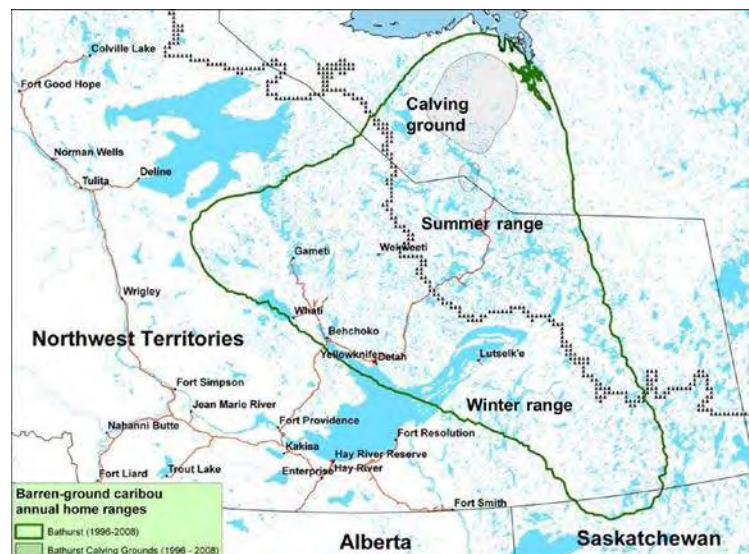 Colville Lake
Fort Good Hope
Calving
ground
Norman Wells
Deline
Tulita
Summer range
Gameti
Wekweeti
Wrigley
Whati
Northwest Territories
Behchoko
Yellowknife
Detah
Lutselk'e
Fort Simpson
Jean Marie River
Winter range
Nahanni Butte
Fort Providence
Fort Resolution
Kakisa
Hay River Reserve
Fort Liard
Trout Lake
Enterprise
Hay River
Fort Smith
Barren-ground caribou
annual home ranges
Bathurst (1996-2008)
Bathurst Calving Grounds (1996 - 2008)
Alberta
Saskatchewan